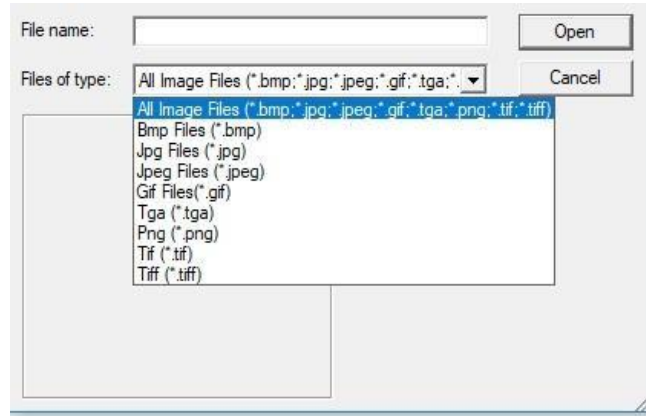 File name:
Open
Files of type:
All Image Files (*.bmp;*.jpg;*.jpeg;*.gif;*.tga;*.
Cancel
All Image Files (*.bmp;*.jpg;*.jpeg;*.gif;*.tga;*.png;*.tif;*.tiff)
Bmp Files (*.bmp)
Jpg Files (*.jpg)
Jpeg Files (*.jpeg)
Gif Files(*.gif)
Tga (*.tga)
Png (*.png)
Tif (*.tif)
Tiff (*.tiff)